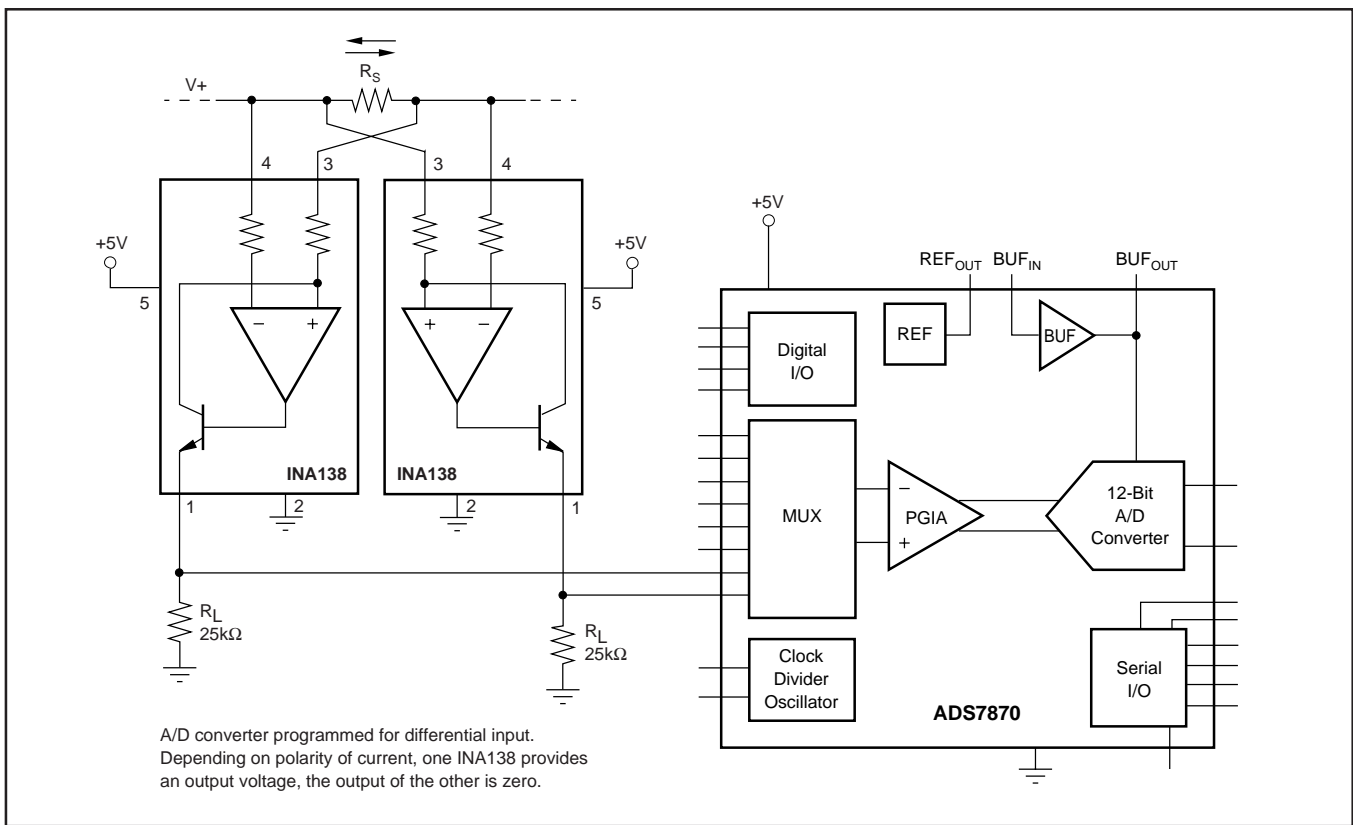 R_S
V+
4
3
3
4
+5V
5
+5V
5
− +
+ −
INA138
INA138
1
2
2
1
R_L
25kΩ
R_L
25kΩ
+5V
REF_OUT
BUF_IN
BUF_OUT
Digital
I/O
REF
BUF
MUX
−
PGIA
+
12-Bit
A/D
Converter
Clock
Divider
Oscillator
Serial
I/O
ADS7870
A/D converter programmed for differential input.
Depending on polarity of current, one INA138 provides
an output voltage, the output of the other is zero.